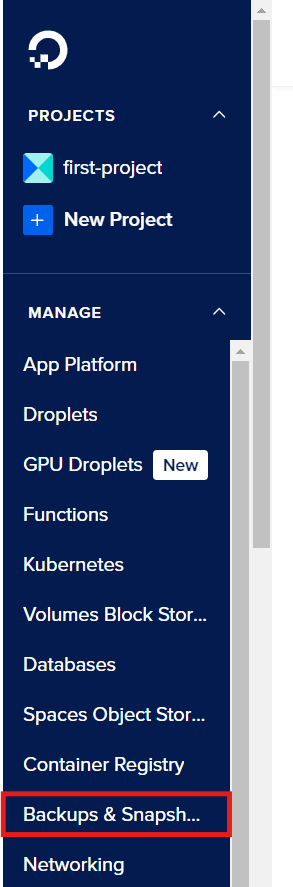 PROJECTS
first-project
+ New Project
MANAGE
App Platform
Droplets
GPU Droplets New
Functions
Kubernetes
Volumes Block Stor...
Databases
Spaces Object Stor...
Container Registry
Backups & Snapsh...
Networking